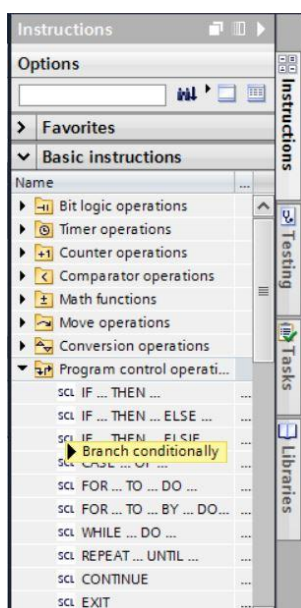 Instructions
Options
Favorites
Basic instructions
Name ...
Bit logic operations
Timer operations
Counter operations
Comparator operations
Math functions
Move operations
Conversion operations
Program control operati...
SCL IF ... THEN ... ...
SCL IF ... THEN ... ELSE ... ...
SCL IF ... THEN ... ELSIF ... ...
Branch conditionally
SCL CASE ... OF ... ...
SCL FOR ... TO ... DO ... ...
SCL FOR ... TO ... BY ... DO... ...
SCL WHILE ... DO ... ...
SCL REPEAT ... UNTIL ... ...
SCL CONTINUE ...
SCL EXIT ...
Instructions
Testing
Tasks
Libraries